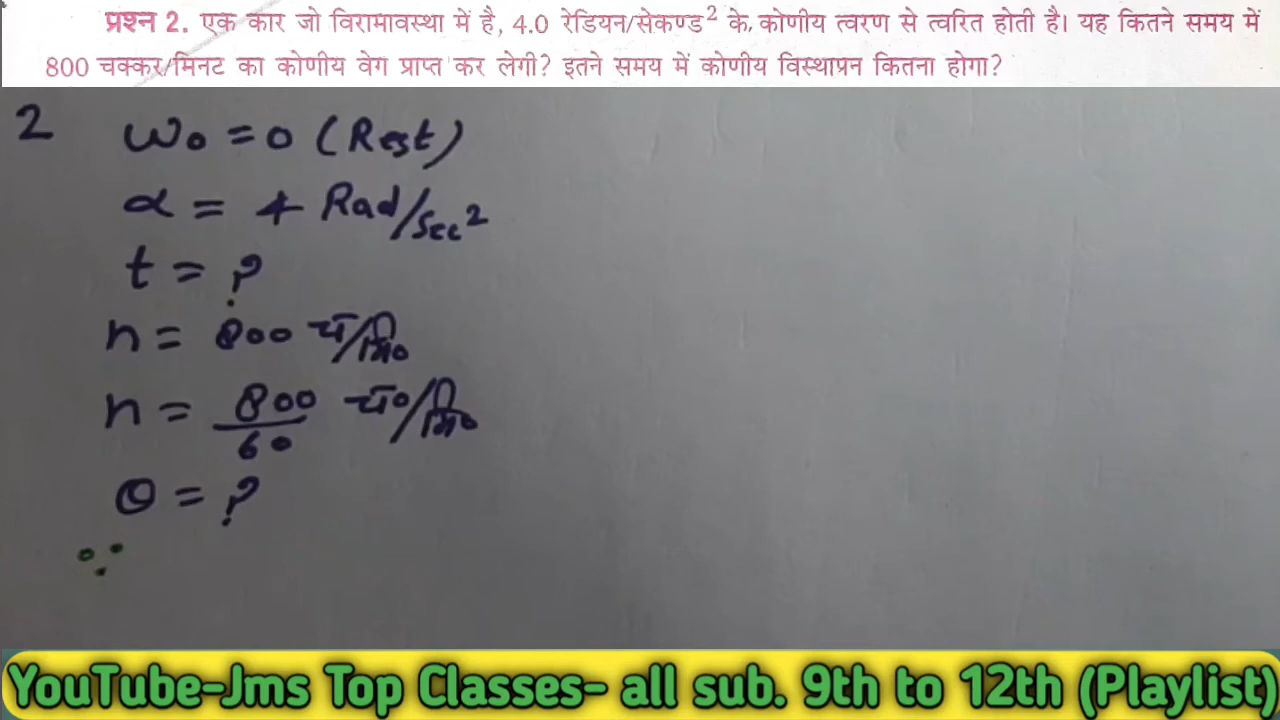 प्रश्न 2. एक कार जो विरामावस्था में है, 4.0 रेडियन/सेकण्ड² के कोणीय त्वरण से त्वरित होती है। यह कितने समय में
800 चक्कर/मिनट का कोणीय वेग प्राप्त कर लेगी? इतने समय में कोणीय विस्थापन कितना होगा?
2 ω₀ = 0 (Rest)
α = 4 Rad/Sec²
t = ?
n = 800 च/मि०
n = 800/60 च०/मि०
θ = ?
∵
YouTube-Jms Top Classes- all sub. 9th to 12th (Playlist)